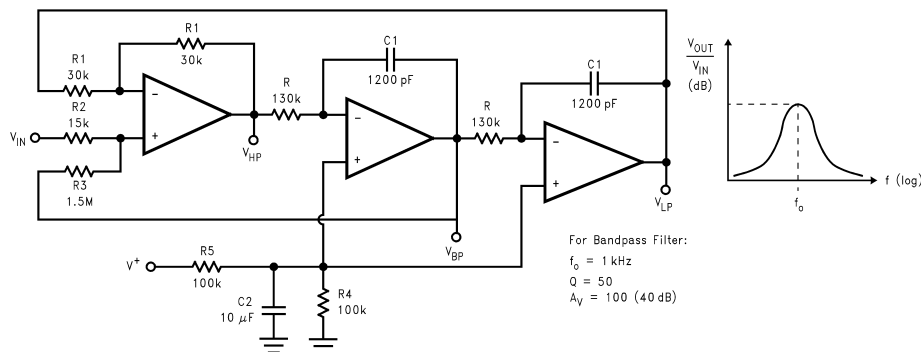 R1
30k
R1
30k
R2
15k
V_IN
R3
1.5M
−
+
V_HP
R
130k
C1
1200 pF
−
+
V_BP
R
130k
C1
1200 pF
−
+
V_LP
V⁺
R5
100k
C2
10 μF
R4
100k
For Bandpass Filter:
f_o = 1 kHz
Q = 50
A_V = 100 (40 dB)
V_OUT
V_IN
(dB)
f (log)
f_o